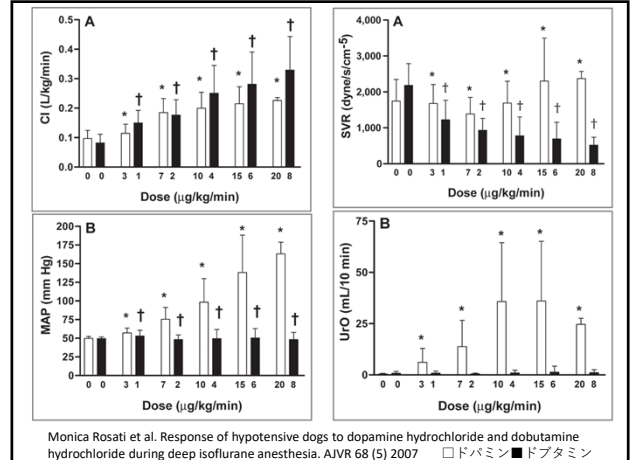 A
0.5
0.4
0.3
0.2
0.1
0.0
CI (L/kg/min)
* † * † * † * † * †
0 0 3 1 7 2 10 4 15 6 20 8
Dose (μg/kg/min)
A
4,000
3,000
2,000
1,000
0
SVR (dyne/s/cm-5)
* † * † * † * † * †
0 0 3 1 7 2 10 4 15 6 20 8
Dose (μg/kg/min)
B
200
175
150
125
100
75
50
25
0
MAP (mm Hg)
* † * † * † * † * †
0 0 3 1 7 2 10 4 15 6 20 8
Dose (μg/kg/min)
B
75
50
25
0
UrO (mL/10 min)
* * * * *
0 0 3 1 7 2 10 4 15 6 20 8
Dose (μg/kg/min)
Monica Rosati et al. Response of hypotensive dogs to dopamine hydrochloride and dobutamine
hydrochloride during deep isoflurane anesthesia. AJVR 68 (5) 2007 □ドパミン■ドブタミン